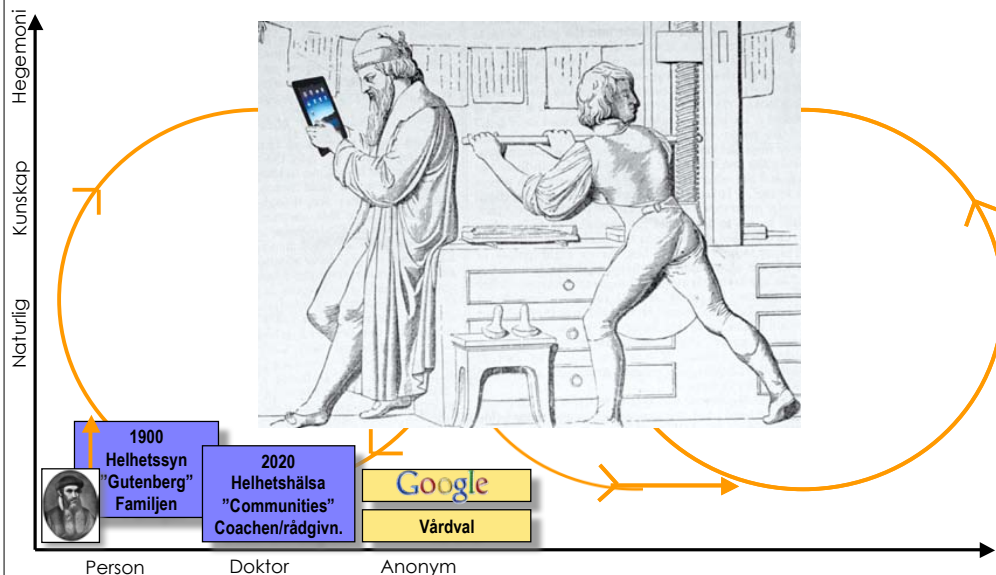 Hegemoni
Kunskap
Naturlig
1900
Helhetssyn
”Gutenberg”
Familjen
2020
Helhetshälsa
”Communities”
Coachen/rådgivn.
Google
Vårdval
Person
Doktor
Anonym